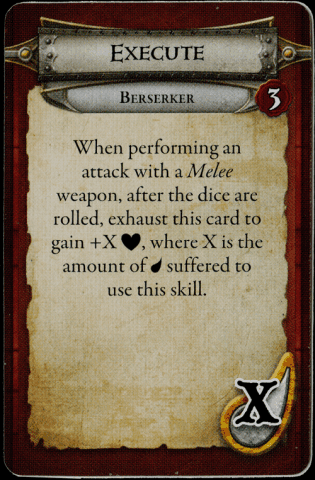 EXECUTE
BERSERKER
3
When performing an
attack with a Melee
weapon, after the dice are
rolled, exhaust this card to
gain +X ♥, where X is the
amount of suffered to
use this skill.
X